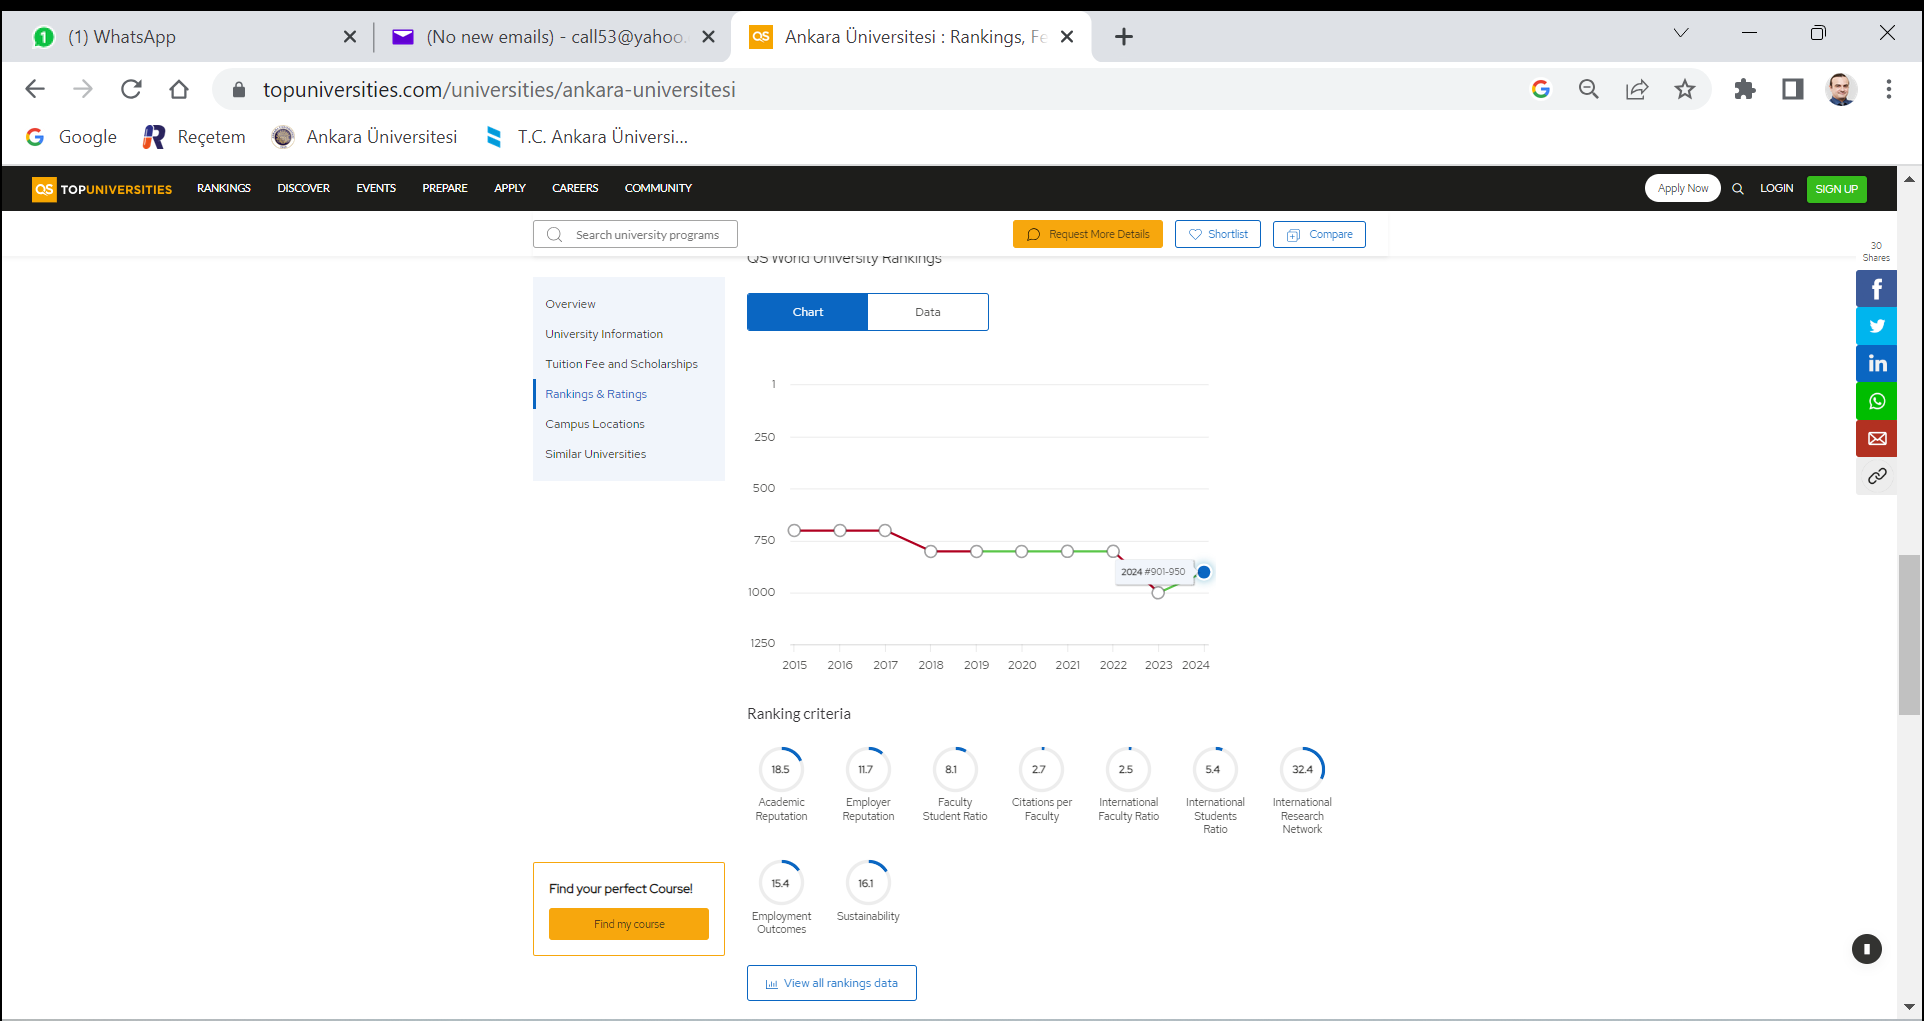 (1) WhatsApp
(No new emails) - call53@yahoo.
Ankara Üniversitesi : Rankings, Fe
topuniversities.com/universities/ankara-universitesi
Google
Reçetem
Ankara Üniversitesi
T.C. Ankara Üniversi...
QS TOPUNIVERSITIES
RANKINGS
DISCOVER
EVENTS
PREPARE
APPLY
CAREERS
COMMUNITY
Apply Now
LOGIN
SIGN UP
Search university programs
Request More Details
Shortlist
Compare
30
Shares
QS World University Rankings
Overview
University Information
Tuition Fee and Scholarships
Rankings & Ratings
Campus Locations
Similar Universities
Chart
Data
1
250
500
750
1000
1250
2024 #901-950
2015 2016 2017 2018 2019 2020 2021 2022 2023 2024
Ranking criteria
18.5
Academic
Reputation
11.7
Employer
Reputation
8.1
Faculty
Student Ratio
2.7
Citations per
Faculty
2.5
International
Faculty Ratio
5.4
International
Students
Ratio
32.4
International
Research
Network
15.4
Employment
Outcomes
16.1
Sustainability
Find your perfect Course!
Find my course
View all rankings data